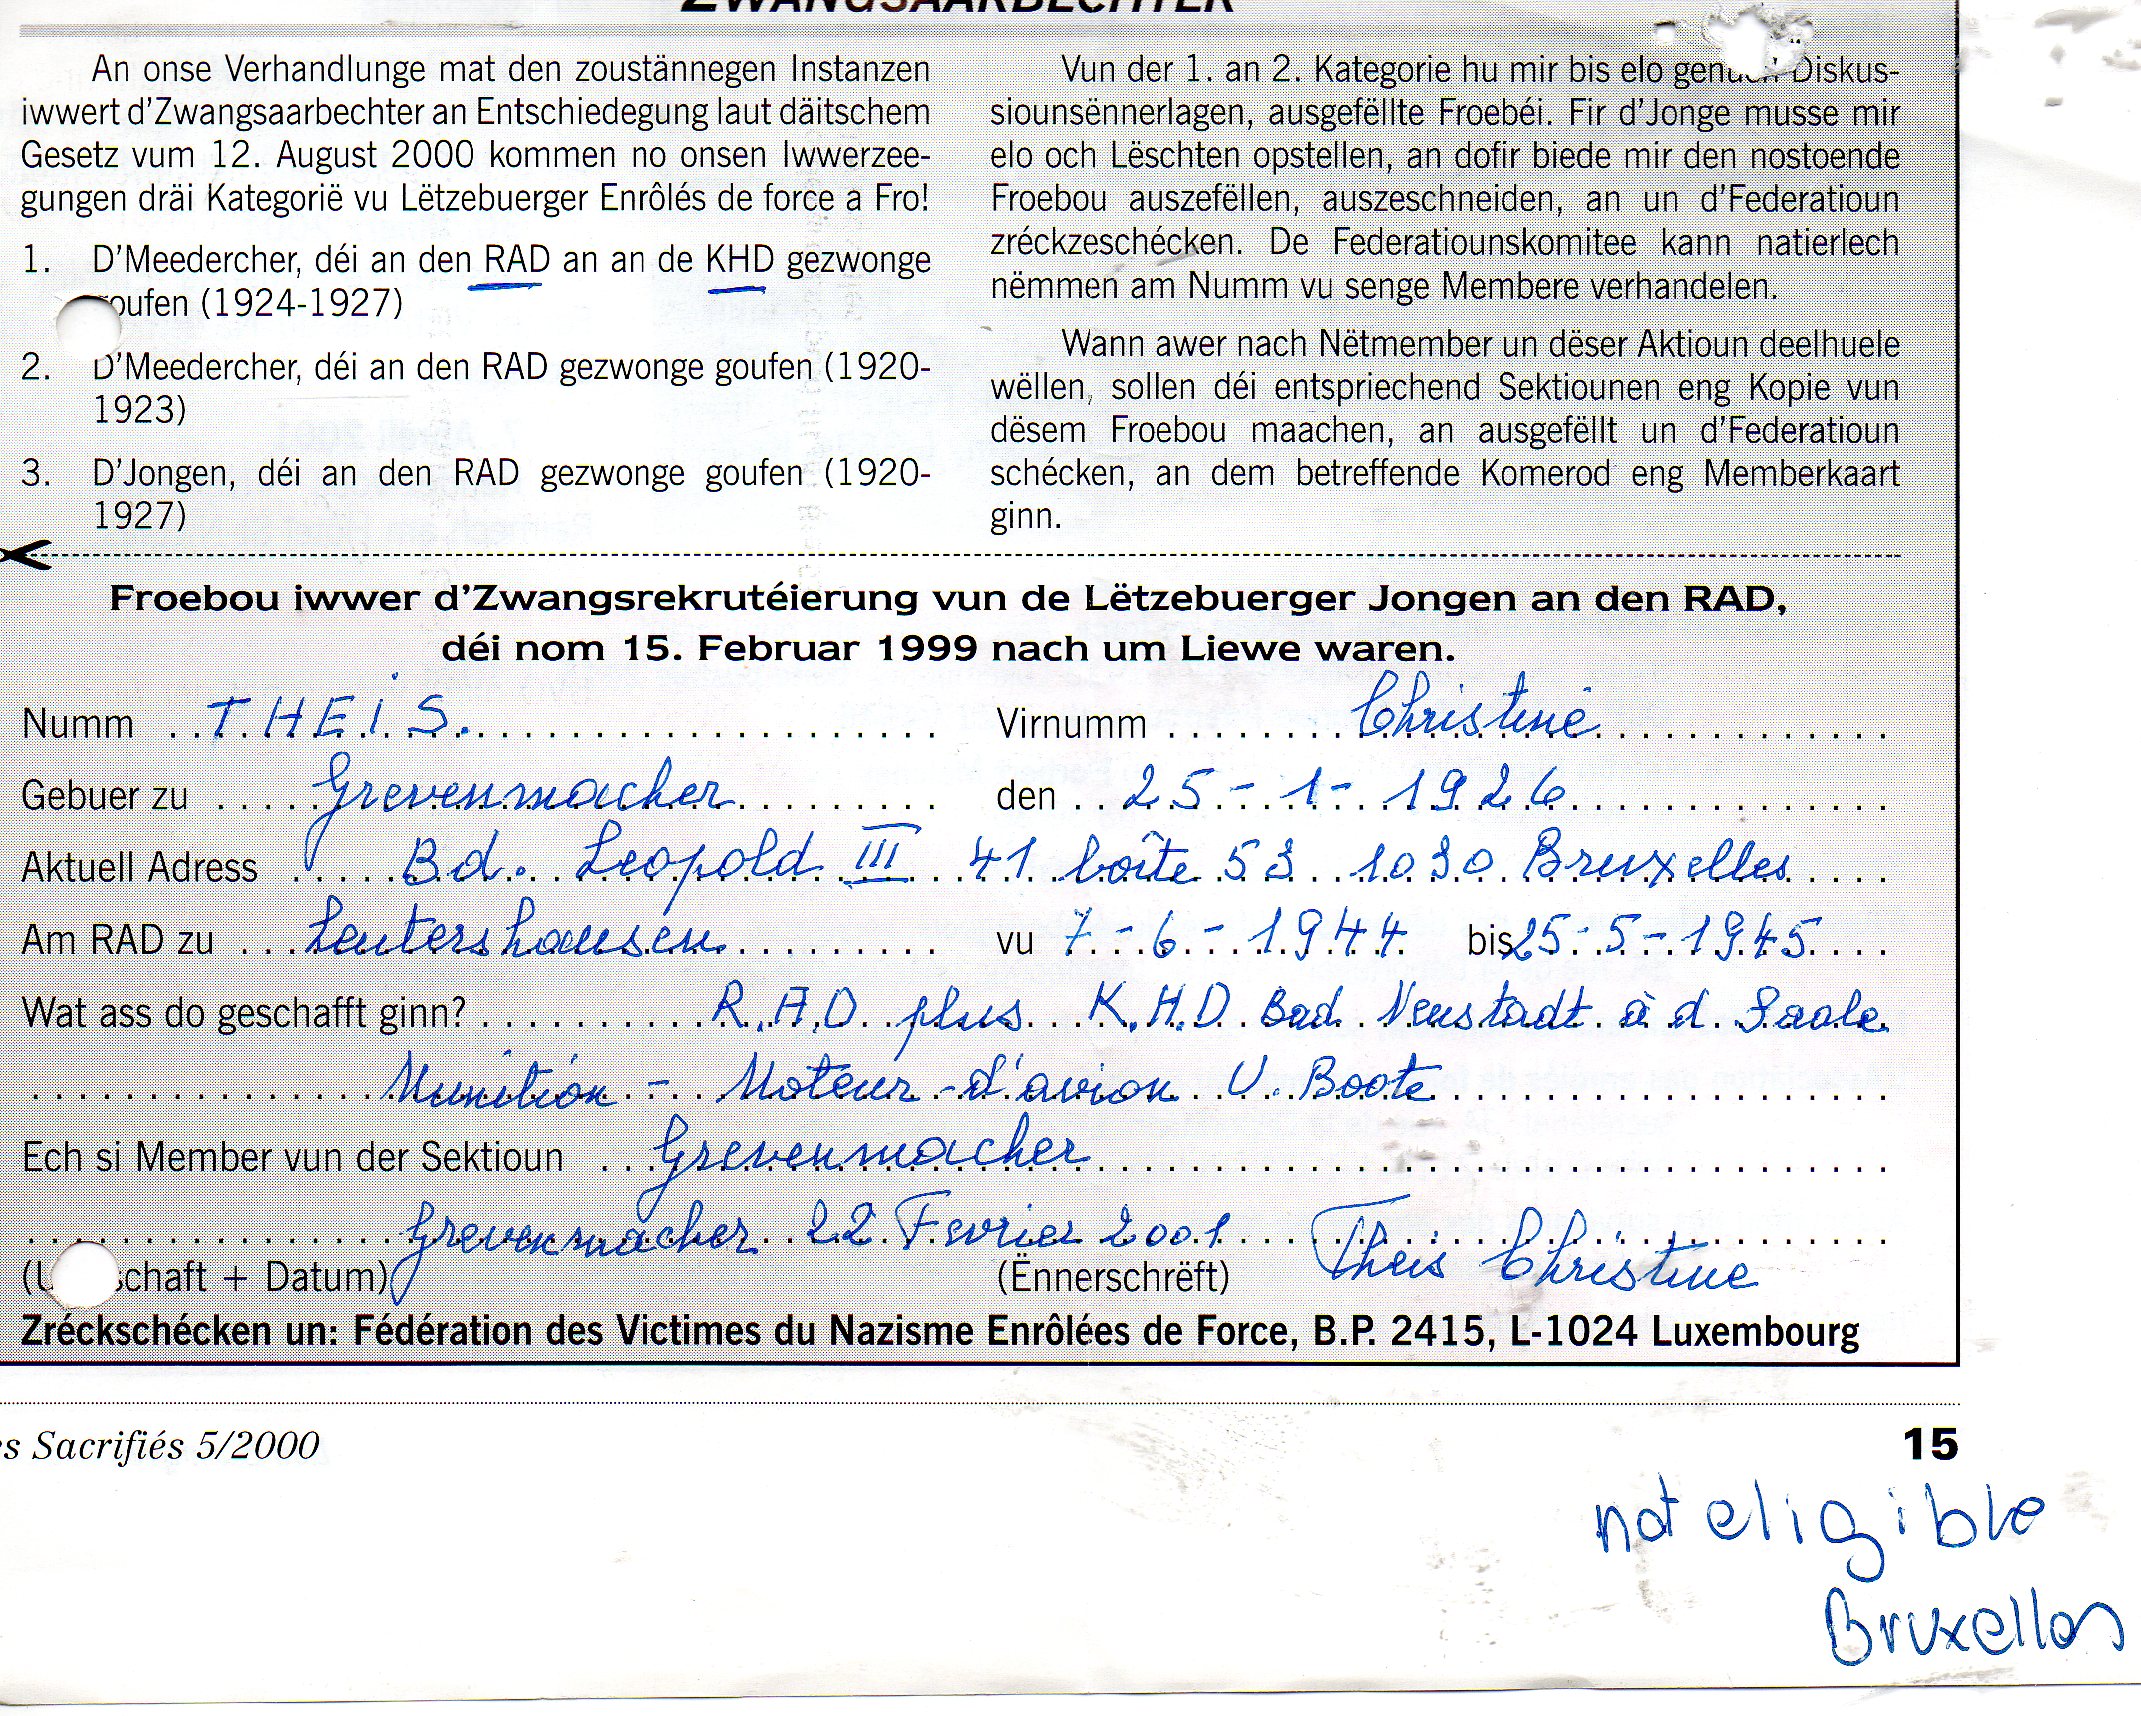 ZWANGSAARBECHTER
An onse Verhandlunge mat den zoustännegen Instanzen
iwwert d'Zwangsaarbechter an Entschiedegung laut däitschem
Gesetz vum 12. August 2000 kommen no onsen Iwwerzee-
gungen dräi Kategorië vu Lëtzebuerger Enrôlés de force a Fro!
1. D'Meedercher, déi an den RAD an an de KHD gezwonge
goufen (1924-1927)
2. D'Meedercher, déi an den RAD gezwonge goufen (1920-
1923)
3. D'Jongen, déi an den RAD gezwonge goufen (1920-
1927)
Vun der 1. an 2. Kategorie hu mir bis elo genuch Diskus-
siounsënnerlagen, ausgefëllte Froebéi. Fir d'Jonge musse mir
elo och Lëschten opstellen, an dofir biede mir den nostoende
Froebou auszefëllen, auszeschneiden, an un d'Federatioun
zréckzeschécken. De Federatiounskomitee kann natierlech
nëmmen am Numm vu senge Membere verhandelen.
Wann awer nach Nëtmember un dëser Aktioun deelhuele
wëllen, sollen déi entspriechend Sektiounen eng Kopie vun
dësem Froebou maachen, an ausgefëllt un d'Federatioun
schécken, an dem betreffende Komerod eng Memberkaart
ginn.
Froebou iwwer d'Zwangsrekrutéierung vun de Lëtzebuerger Jongen an den RAD,
déi nom 15. Februar 1999 nach um Liewe waren.
Numm THEIS. Virnumm Christine
Gebuer zu Grevenmacher den 25-1-1926
Aktuell Adress Bd. Leopold III 41 boîte 53 1030 Bruxelles
Am RAD zu Leutershausen vu 7-6-1944 bis 25-5-1945
Wat ass do geschafft ginn? R.A.D plus K.H.D Bad Neustadt à d. Saale
Munition - Moteur-d'avion U. Boote
Ech si Member vun der Sektioun Grevenmacher
Grevenmacher 22 Fevrier 2001 Theis Christine
(Uertschaft + Datum) (Ënnerschrëft)
Zréckschécken un: Fédération des Victimes du Nazisme Enrôlées de Force, B.P. 2415, L-1024 Luxembourg
es Sacrifiés 5/2000 15
not eligible
Bruxelles